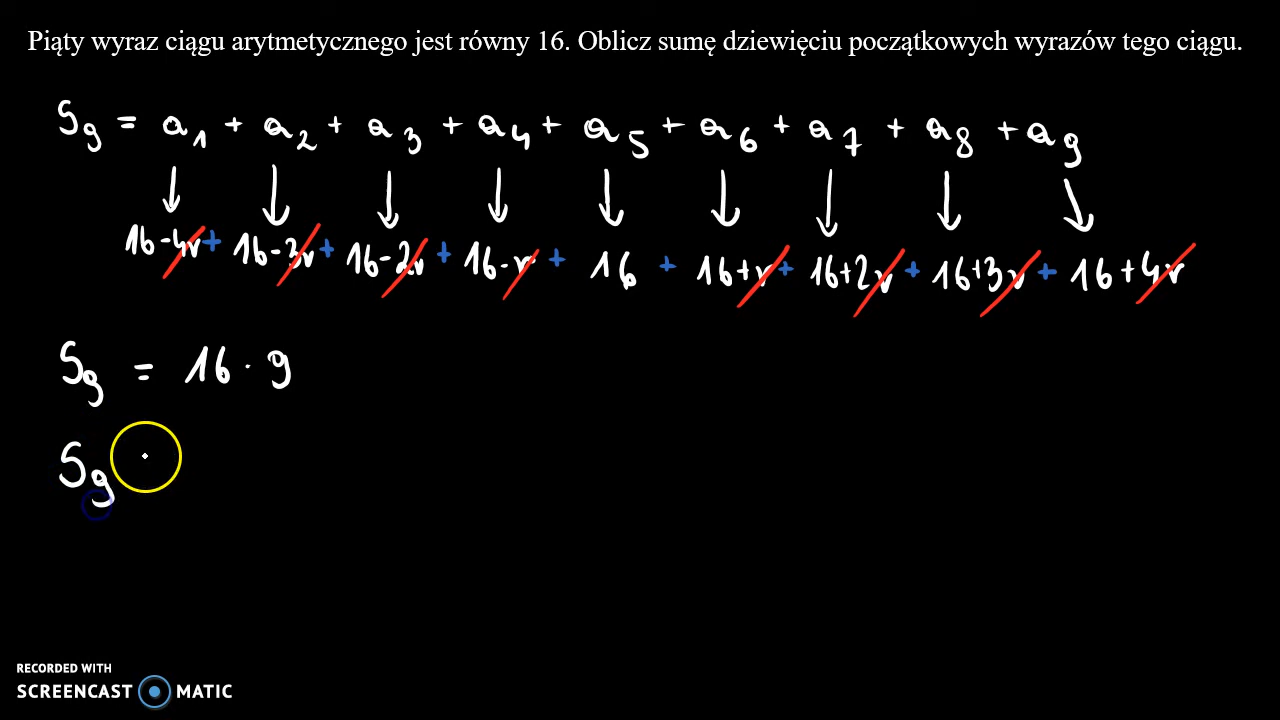 Piąty wyraz ciągu arytmetycznego jest równy 16. Oblicz sumę dziewięciu początkowych wyrazów tego ciągu.
S₉ = a₁ + a₂ + a₃ + a₄ + a₅ + a₆ + a₇ + a₈ + a₉
↓ ↓ ↓ ↓ ↓ ↓ ↓ ↓ ↓
16-4r + 16-3r + 16-2r + 16-r + 16 + 16+r + 16+2r + 16+3r + 16+4r
S₉ = 16 · 9
S₉
RECORDED WITH
SCREENCAST MATIC